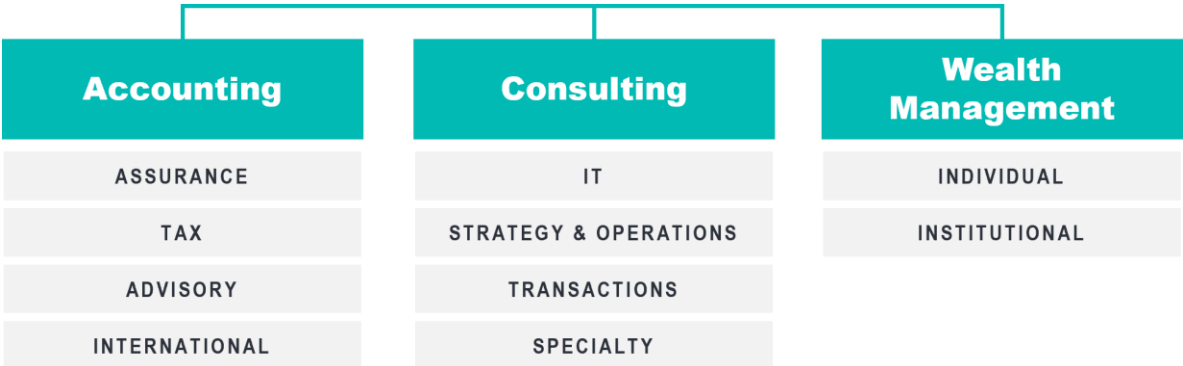 Accounting
ASSURANCE
TAX
ADVISORY
INTERNATIONAL
Consulting
IT
STRATEGY & OPERATIONS
TRANSACTIONS
SPECIALTY
Wealth
Management
INDIVIDUAL
INSTITUTIONAL